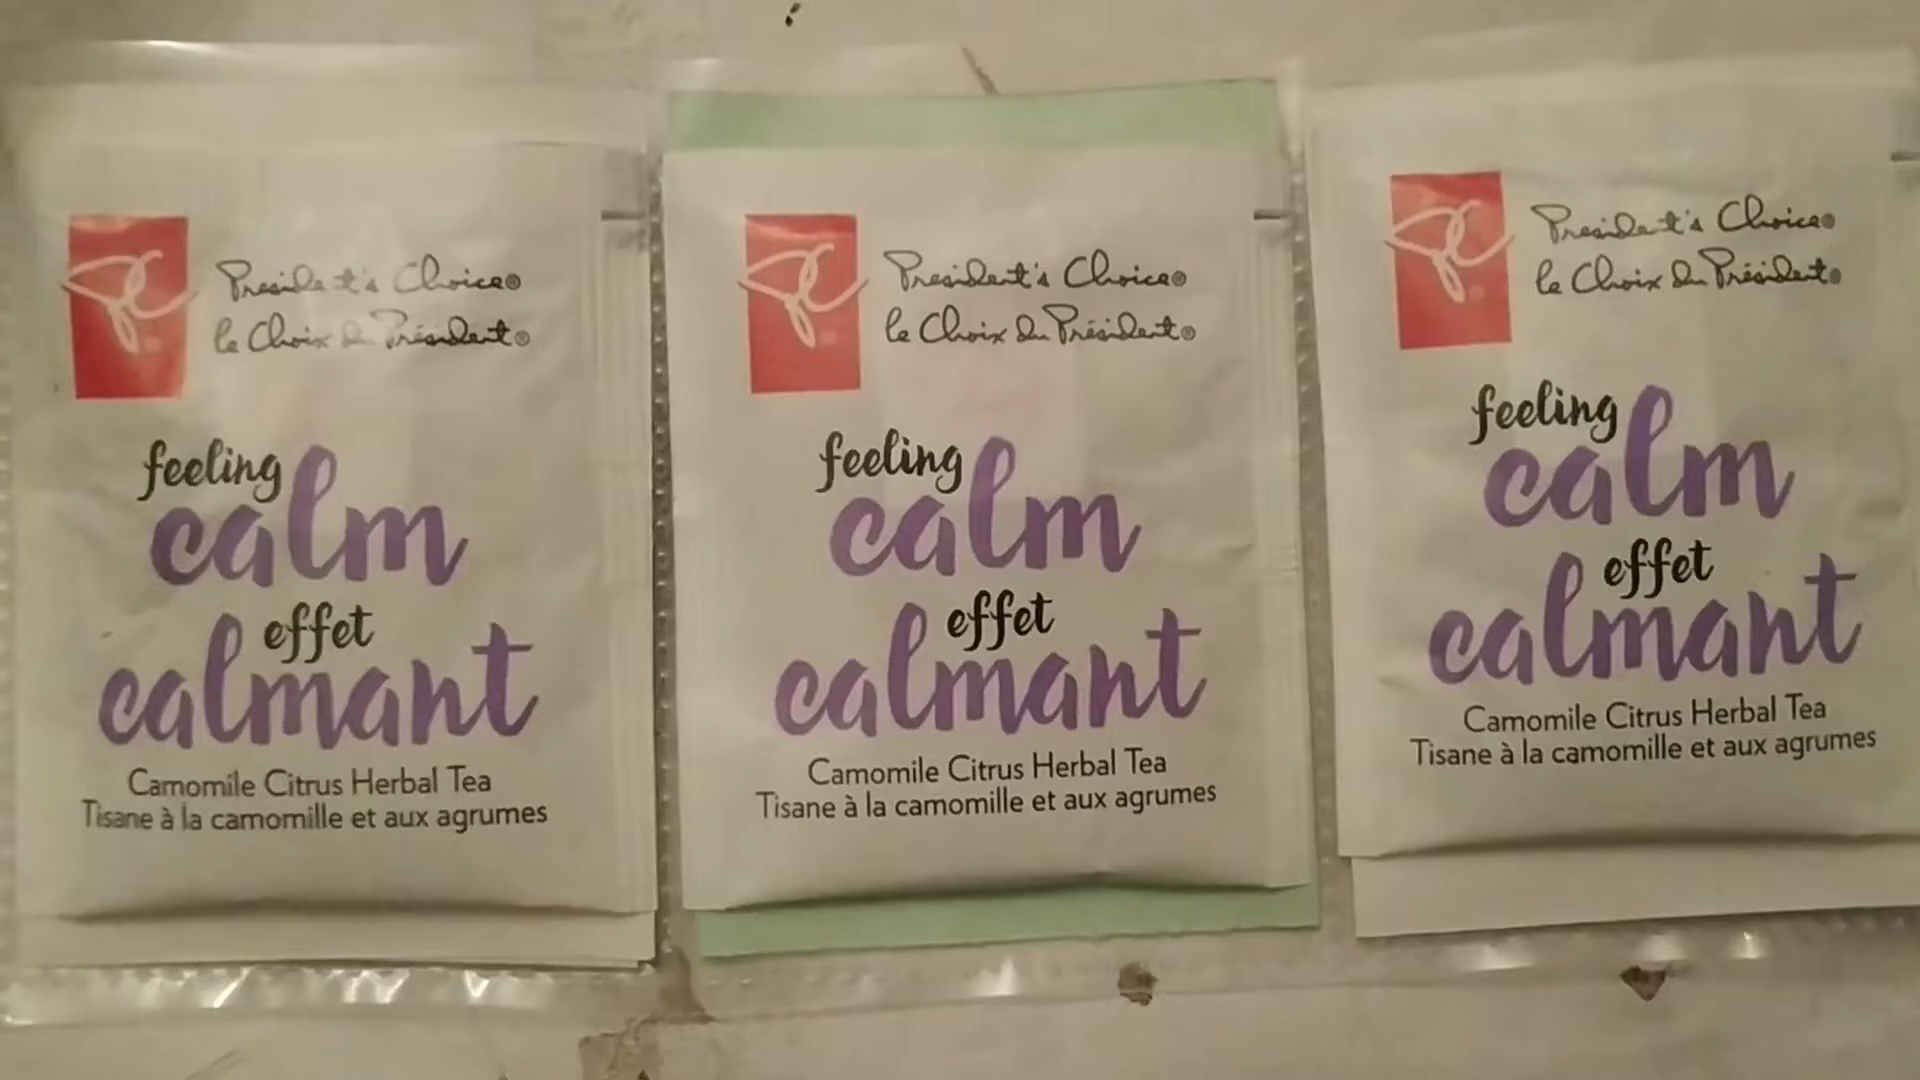 President's Choice®
le Choix du Président®
feeling
calm
effet
calmant
Camomile Citrus Herbal Tea
Tisane à la camomille et aux agrumes
President's Choice®
le Choix du Président®
feeling
calm
effet
calmant
Camomile Citrus Herbal Tea
Tisane à la camomille et aux agrumes
President's Choice®
le Choix du Président®
feeling
calm
effet
calmant
Camomile Citrus Herbal Tea
Tisane à la camomille et aux agrumes